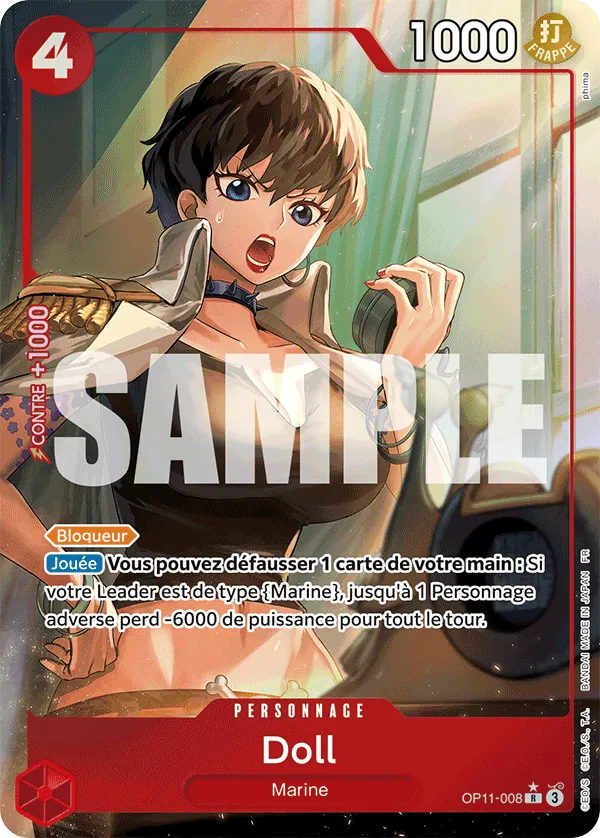 4
1000
打
FRAPPE
phima
CONTRE +1000
SAMPLE
Bloqueur
Jouée Vous pouvez défausser 1 carte de votre main : Si
votre Leader est de type {Marine}, jusqu'à 1 Personnage
adverse perd -6000 de puissance pour tout le tour.
©EO/S ©E.O./S., T.A. BANDAI MADE IN JAPAN FR
PERSONNAGE
Doll
Marine
OP11-008 R 3